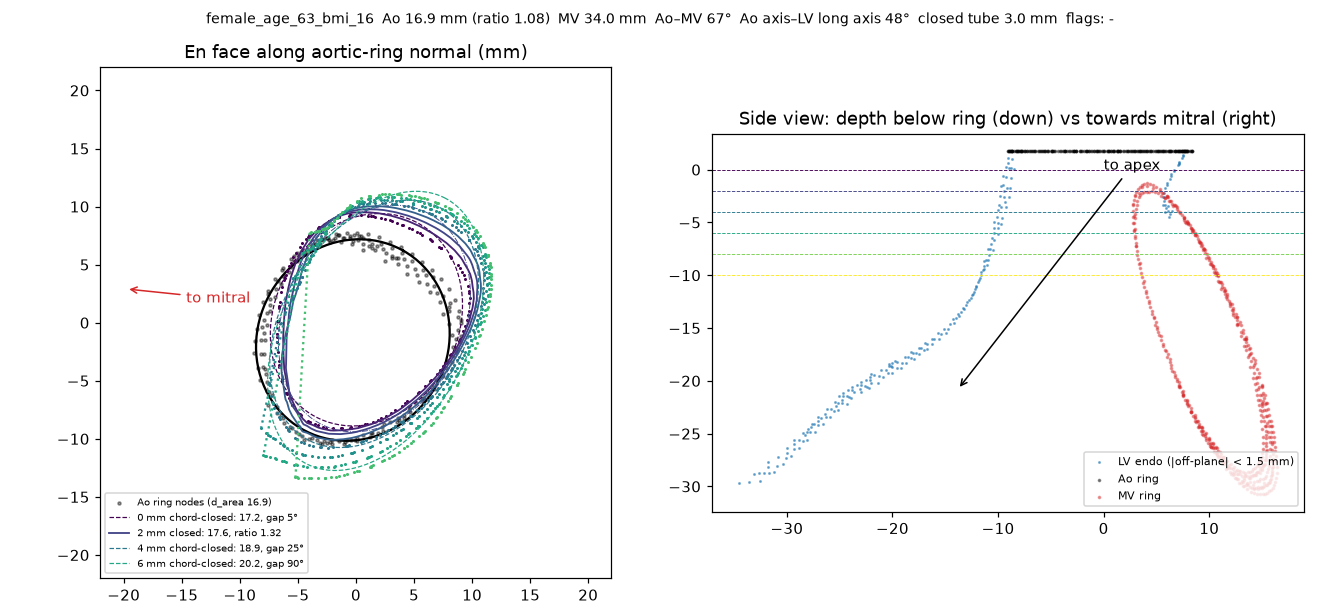 female_age_63_bmi_16  Ao 16.9 mm (ratio 1.08)  MV 34.0 mm  Ao–MV 67°  Ao axis–LV long axis 48°  closed tube 3.0 mm  flags: -
En face along aortic-ring normal (mm)
20
15
10
5
0
−5
−10
−15
−20
to mitral
Ao ring nodes (d_area 16.9)
0 mm chord-closed: 17.2, gap 5°
2 mm closed: 17.6, ratio 1.32
4 mm chord-closed: 18.9, gap 25°
6 mm chord-closed: 20.2, gap 90°
−20 −15 −10 −5 0 5 10 15 20
Side view: depth below ring (down) vs towards mitral (right)
0
−5
−10
−15
−20
−25
−30
to apex
LV endo (|off-plane| < 1.5 mm)
Ao ring
MV ring
−30 −20 −10 0 10